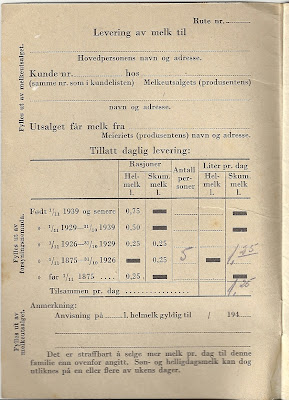 Rute nr.
Levering av melk til
Hovedpersonens navn og adresse.
Kunde nr. hos
(samme nr. som i kundelisten) Melkeutsalgets (produsentens)
navn og adresse.
Utsalget får melk fra
Meieriets (produsentens) navn og adresse.
Tillatt daglig levering:
Rasjoner Antall personer Liter pr. dag
Helmelk l. Skum. melk l. Helmelk l. Skum. melk l.
Født 1/11 1939 og senere 0,75
» 1/11 1929—31/10 1939 0,50
» 1/11 1926—31/10 1929 0,25 0,25
» 1/11 1875—31/10 1926 0,25 5 1,25
» før 1/11 1875 0,25
Tilsammen pr. dag 1,25
Anmerkning:
Anvisning på l. helmelk gyldig til / 194
Det er straffbart å selge mer melk pr. dag til denne
familie enn ovenfor angitt. Søn- og helligdagsmelk kan dog
utliknes på en eller flere av ukens dager.
Fylles ut av melkeutsalget.
Fylles ut av forsyningsnemnda.
Fylles ut av melkeutsalget.